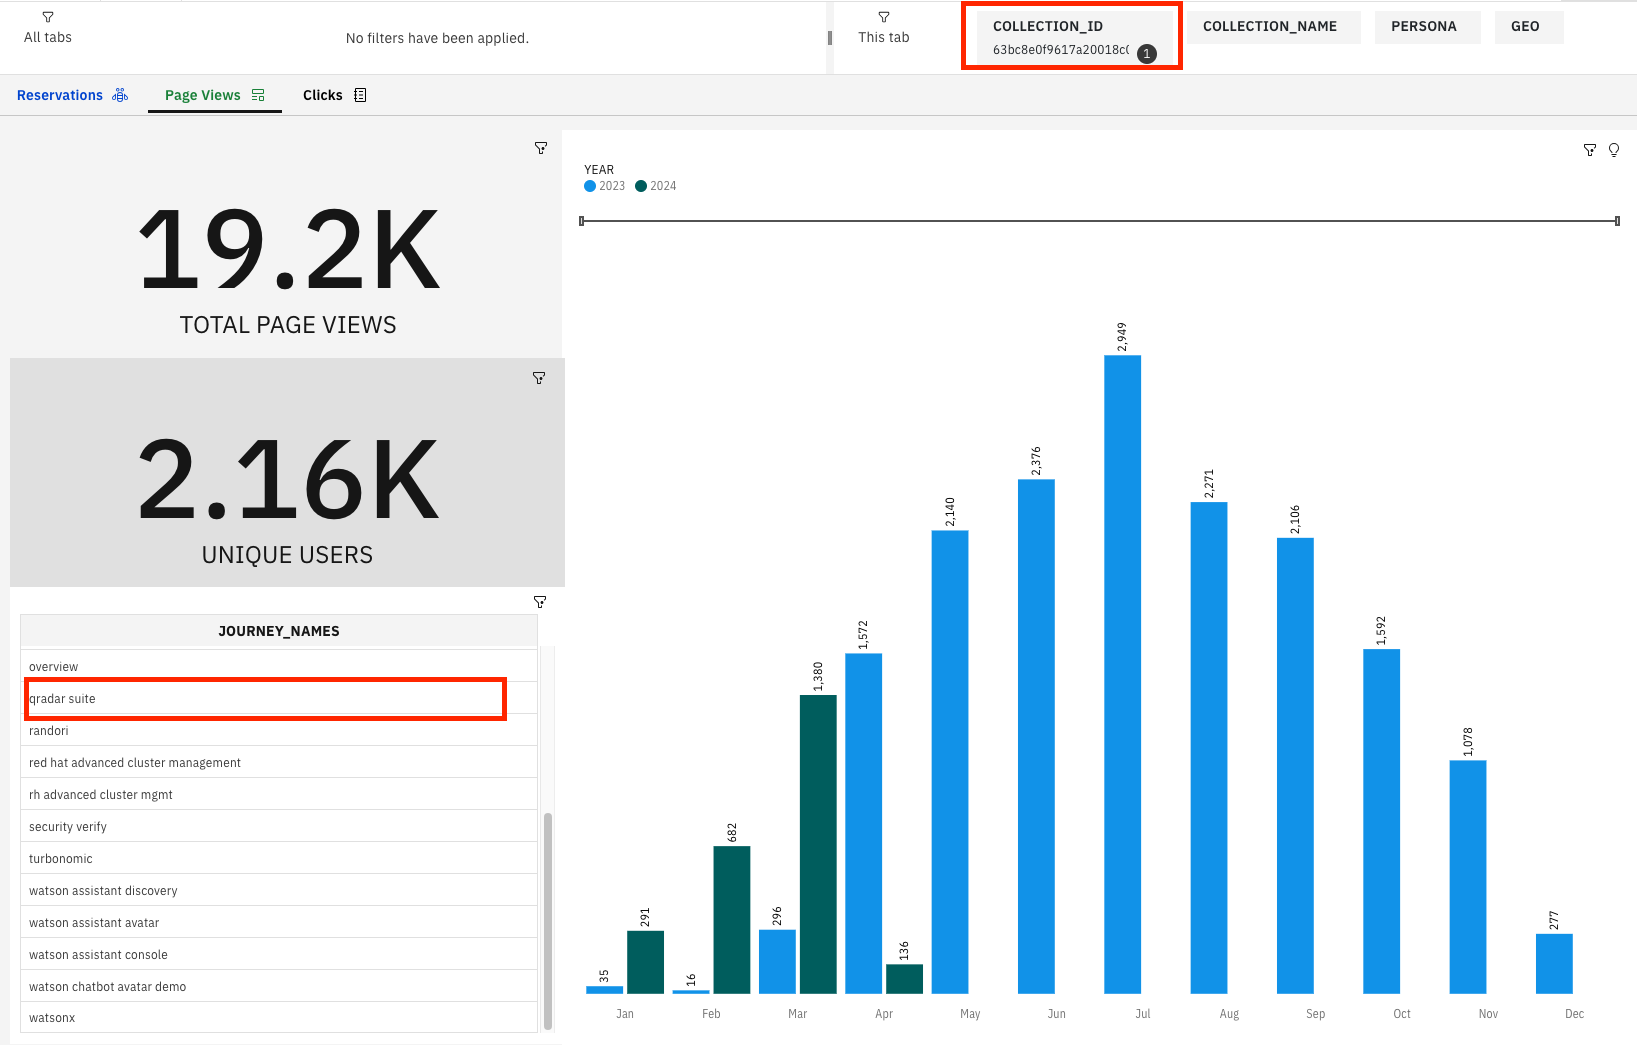 All tabs
No filters have been applied.
This tab
COLLECTION_ID
63bc8e0f9617a20018c(
1
COLLECTION_NAME
PERSONA
GEO
Reservations
Page Views
Clicks
19.2K
TOTAL PAGE VIEWS
2.16K
UNIQUE USERS
JOURNEY_NAMES
overview
qradar suite
randori
red hat advanced cluster management
rh advanced cluster mgmt
security verify
turbonomic
watson assistant discovery
watson assistant avatar
watson assistant console
watson chatbot avatar demo
watsonx
YEAR
2023 2024
35
291
16
682
296
1,380
1,572
136
2,140
2,376
2,949
2,271
2,106
1,592
1,078
277
Jan Feb Mar Apr May Jun Jul Aug Sep Oct Nov Dec